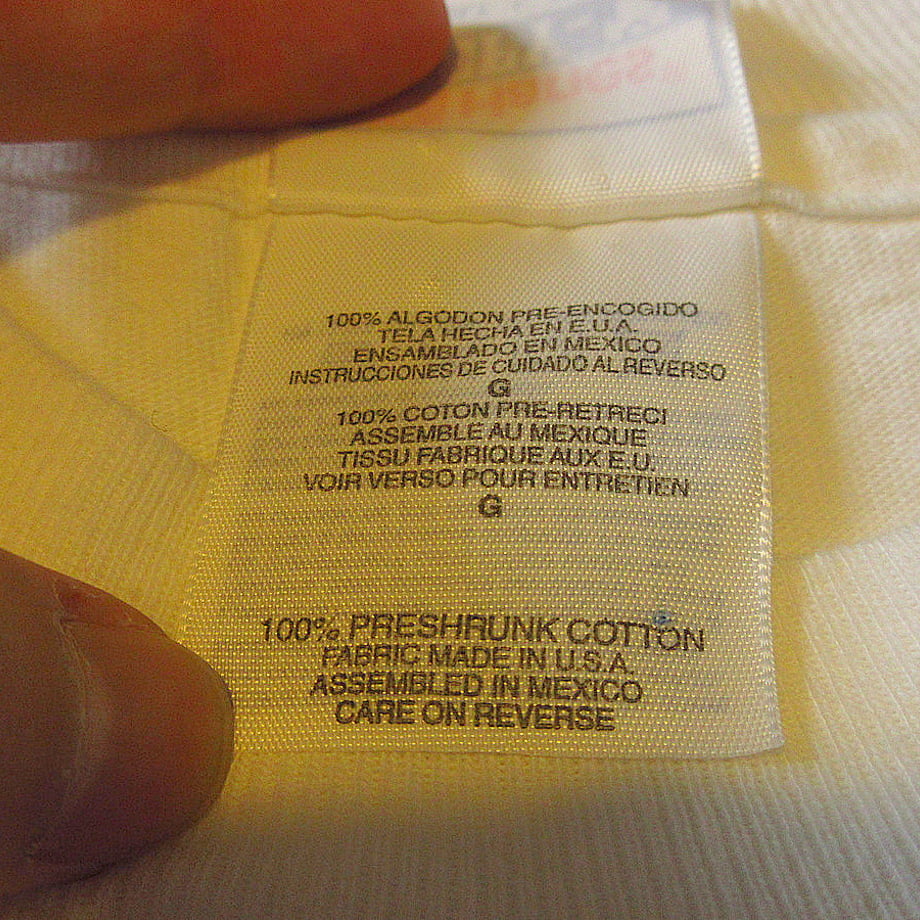 100% ALGODON PRE-ENCOGIDO
TELA HECHA EN E.U.A.
ENSAMBLADO EN MEXICO
INSTRUCCIONES DE CUIDADO AL REVERSO
G
100% COTON PRE-RETRECI
ASSEMBLE AU MEXIQUE
TISSU FABRIQUE AUX E.U.
VOIR VERSO POUR ENTRETIEN
G
100% PRESHRUNK COTTON
FABRIC MADE IN U.S.A.
ASSEMBLED IN MEXICO
CARE ON REVERSE